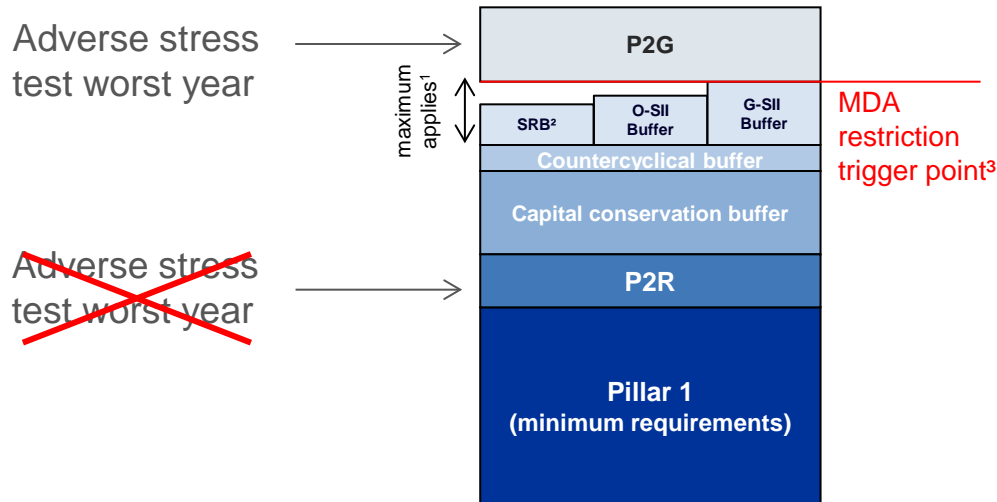 Adverse stress
test worst year
P2G
maximum
applies¹
SRB²
O-SII
Buffer
G-SII
Buffer
MDA
restriction
trigger point³
Countercyclical buffer
Capital conservation buffer
Adverse stress
test worst year
P2R
Pillar 1
(minimum requirements)